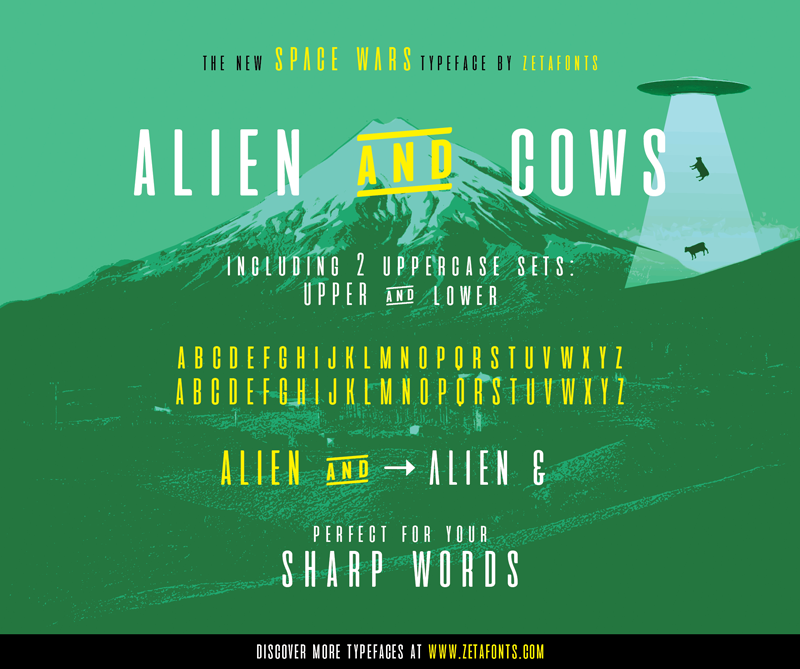 THE NEW SPACE WARS TYPEFACE BY ZETAFONTS
ALIEN AND COWS
INCLUDING 2 UPPERCASE SETS:
UPPER AND LOWER
ABCDEFGHIJKLMNOPQRSTUVWXYZ
ABCDEFGHIJKLMNOPQRSTUVWXYZ
ALIEN AND → ALIEN &
PERFECT FOR YOUR
SHARP WORDS
DISCOVER MORE TYPEFACES AT WWW.ZETAFONTS.COM